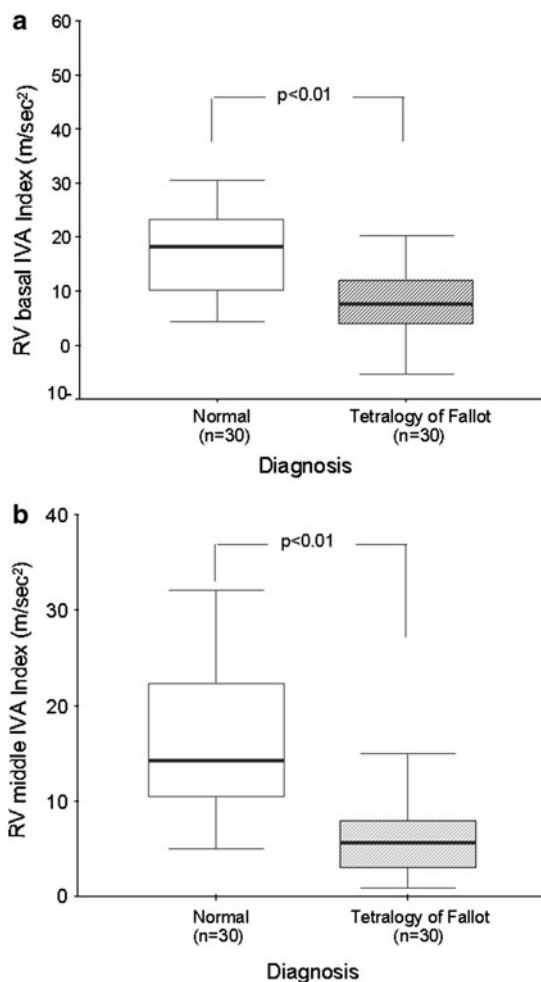 a
RV basal IVA Index (m/sec²)
60
50
40
30
20
10
0
10-
p<0.01
Normal
(n=30)
Tetralogy of Fallot
(n=30)
Diagnosis
b
RV middle IVA Index (m/sec²)
40
30
20
10
0
p<0.01
Normal
(n=30)
Tetralogy of Fallot
(n=30)
Diagnosis